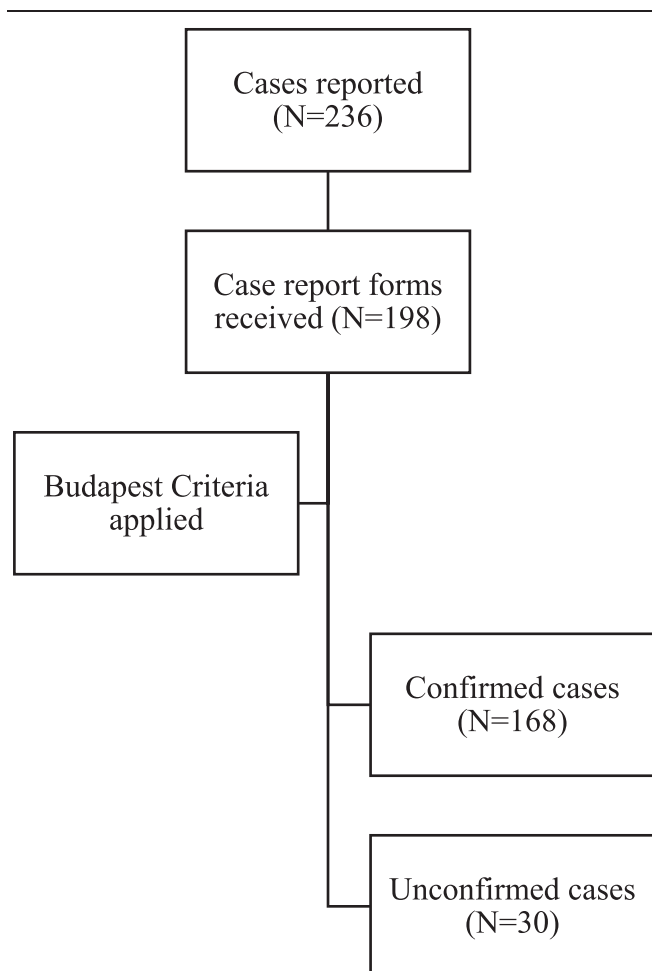 Cases reported
(N=236)
Case report forms
received (N=198)
Budapest Criteria
applied
Confirmed cases
(N=168)
Unconfirmed cases
(N=30)